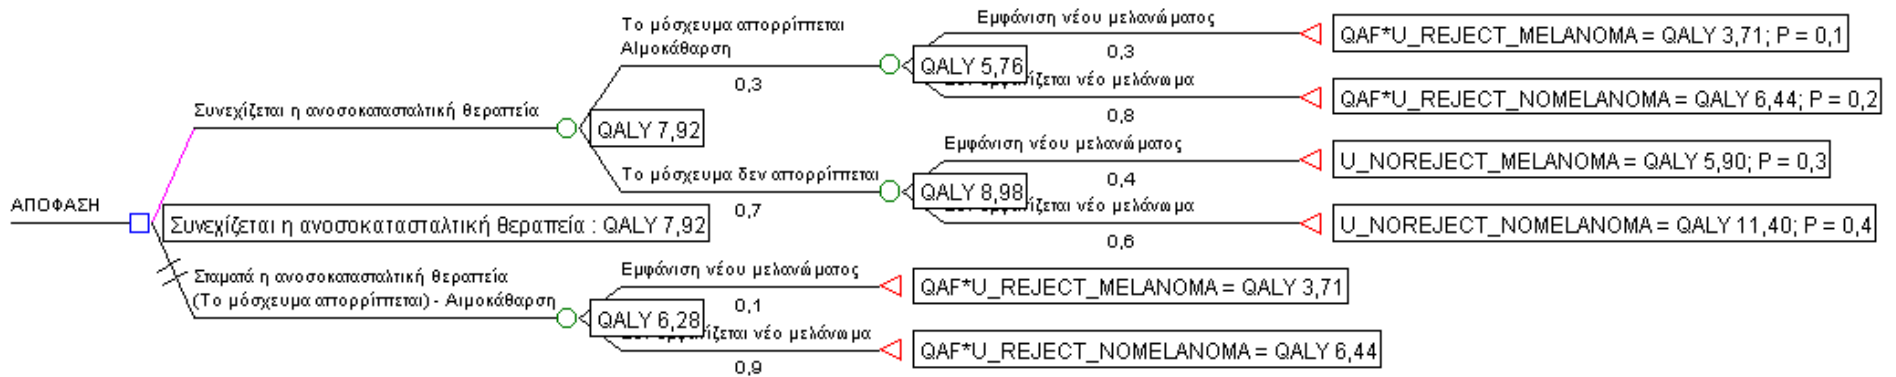 Το μόσχευμα απορρίπτεται
Αιμοκάθαρση
0,3
Εμφάνιση νέου μελανώματος
0,3
QAF*U_REJECT_MELANOMA = QALY 3,71; P = 0,1
QALY 5,76
νέο μελάνωμα
0,8
QAF*U_REJECT_NOMELANOMA = QALY 6,44; P = 0,2
Συνεχίζεται η ανοσοκατασταλτική θεραπεία
QALY 7,92
Το μόσχευμα δεν απορρίπτεται
0,7
Εμφάνιση νέου μελανώματος
0,4
U_NOREJECT_MELANOMA = QALY 5,90; P = 0,3
QALY 8,98
νέο μελάνωμα
0,6
U_NOREJECT_NOMELANOMA = QALY 11,40; P = 0,4
ΑΠΟΦΑΣΗ
Συνεχίζεται η ανοσοκατασταλτική θεραπεία : QALY 7,92
Σταματά η ανοσοκατασταλτική θεραπεία
(Το μόσχευμα απορρίπτεται) - Αιμοκάθαρση
QALY 6,28
Εμφάνιση νέου μελανώματος
0,1
QAF*U_REJECT_MELANOMA = QALY 3,71
νέο μελάνωμα
0,9
QAF*U_REJECT_NOMELANOMA = QALY 6,44